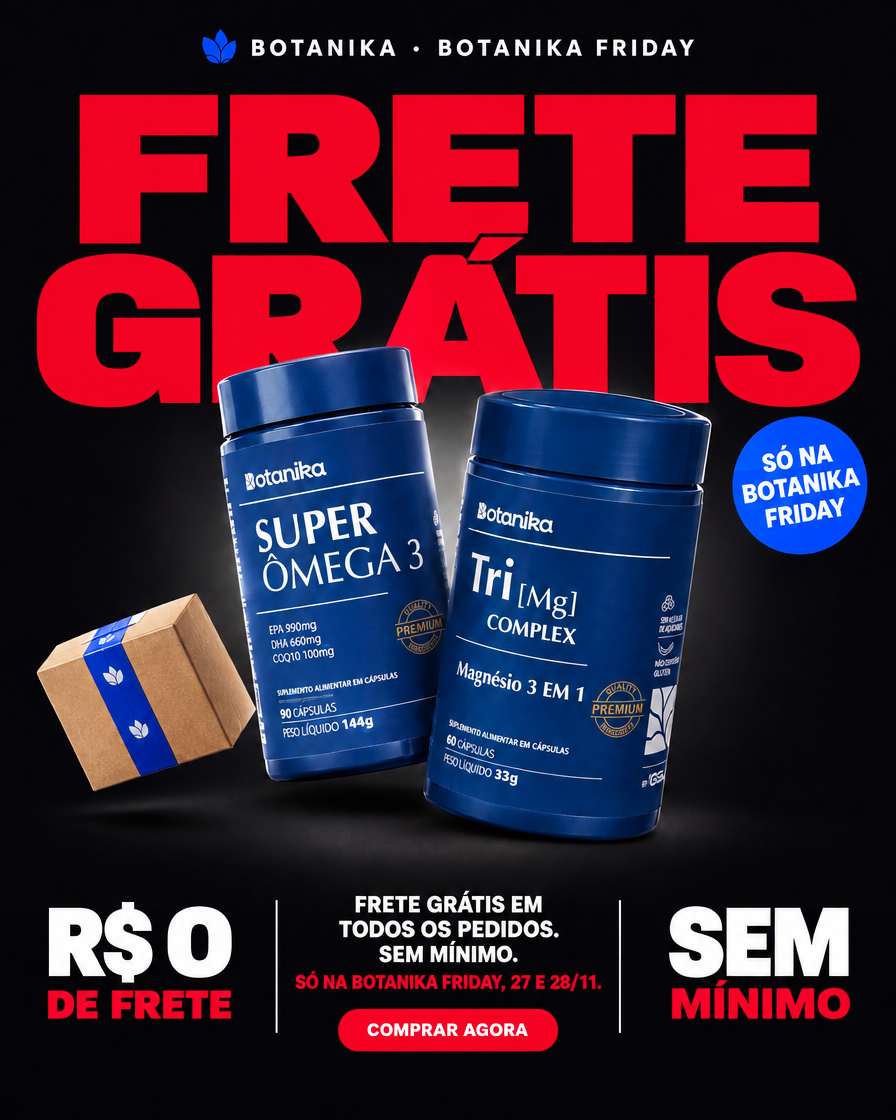 BOTANIKA • BOTANIKA FRIDAY
FRETE
GRÁTIS
SÓ NA
BOTANIKA
FRIDAY
Botanika
SUPER
ÔMEGA 3
EPA 990mg
DHA 660mg
COQ10 100mg
QUALITY
PREMIUM
SUPLEMENTO ALIMENTAR EM CÁPSULAS
90 CÁPSULAS
PESO LÍQUIDO 144g
Botanika
Tri [Mg]
COMPLEX
Magnésio 3 EM 1
QUALITY
PREMIUM
SUPLEMENTO ALIMENTAR EM CÁPSULAS
60 CÁPSULAS
PESO LÍQUIDO 33g
NÃO CONTÉM
GLÚTEN
R$ 0
DE FRETE
FRETE GRÁTIS EM
TODOS OS PEDIDOS.
SEM MÍNIMO.
SÓ NA BOTANIKA FRIDAY, 27 E 28/11.
COMPRAR AGORA
SEM
MÍNIMO